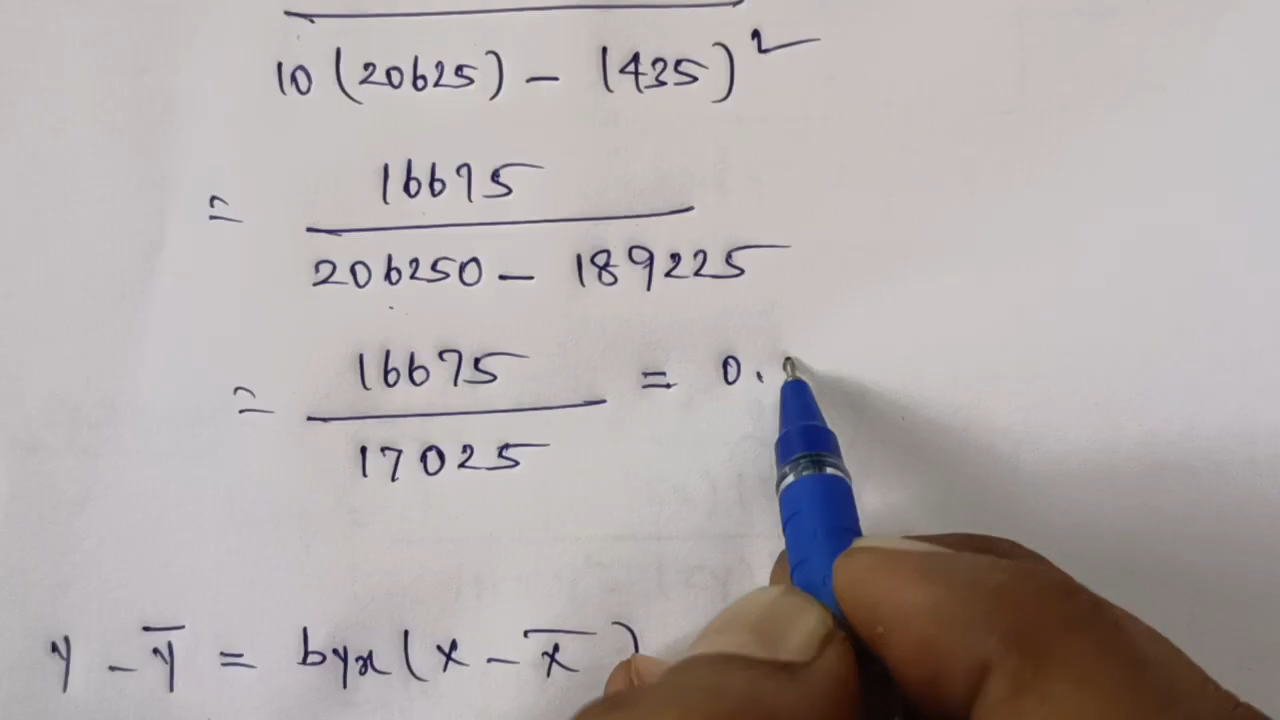 10 (20625) - (435)²
16675
= 
206250 - 189225
16675
= = 0.
17025
y - ȳ = byx (x - x̄)